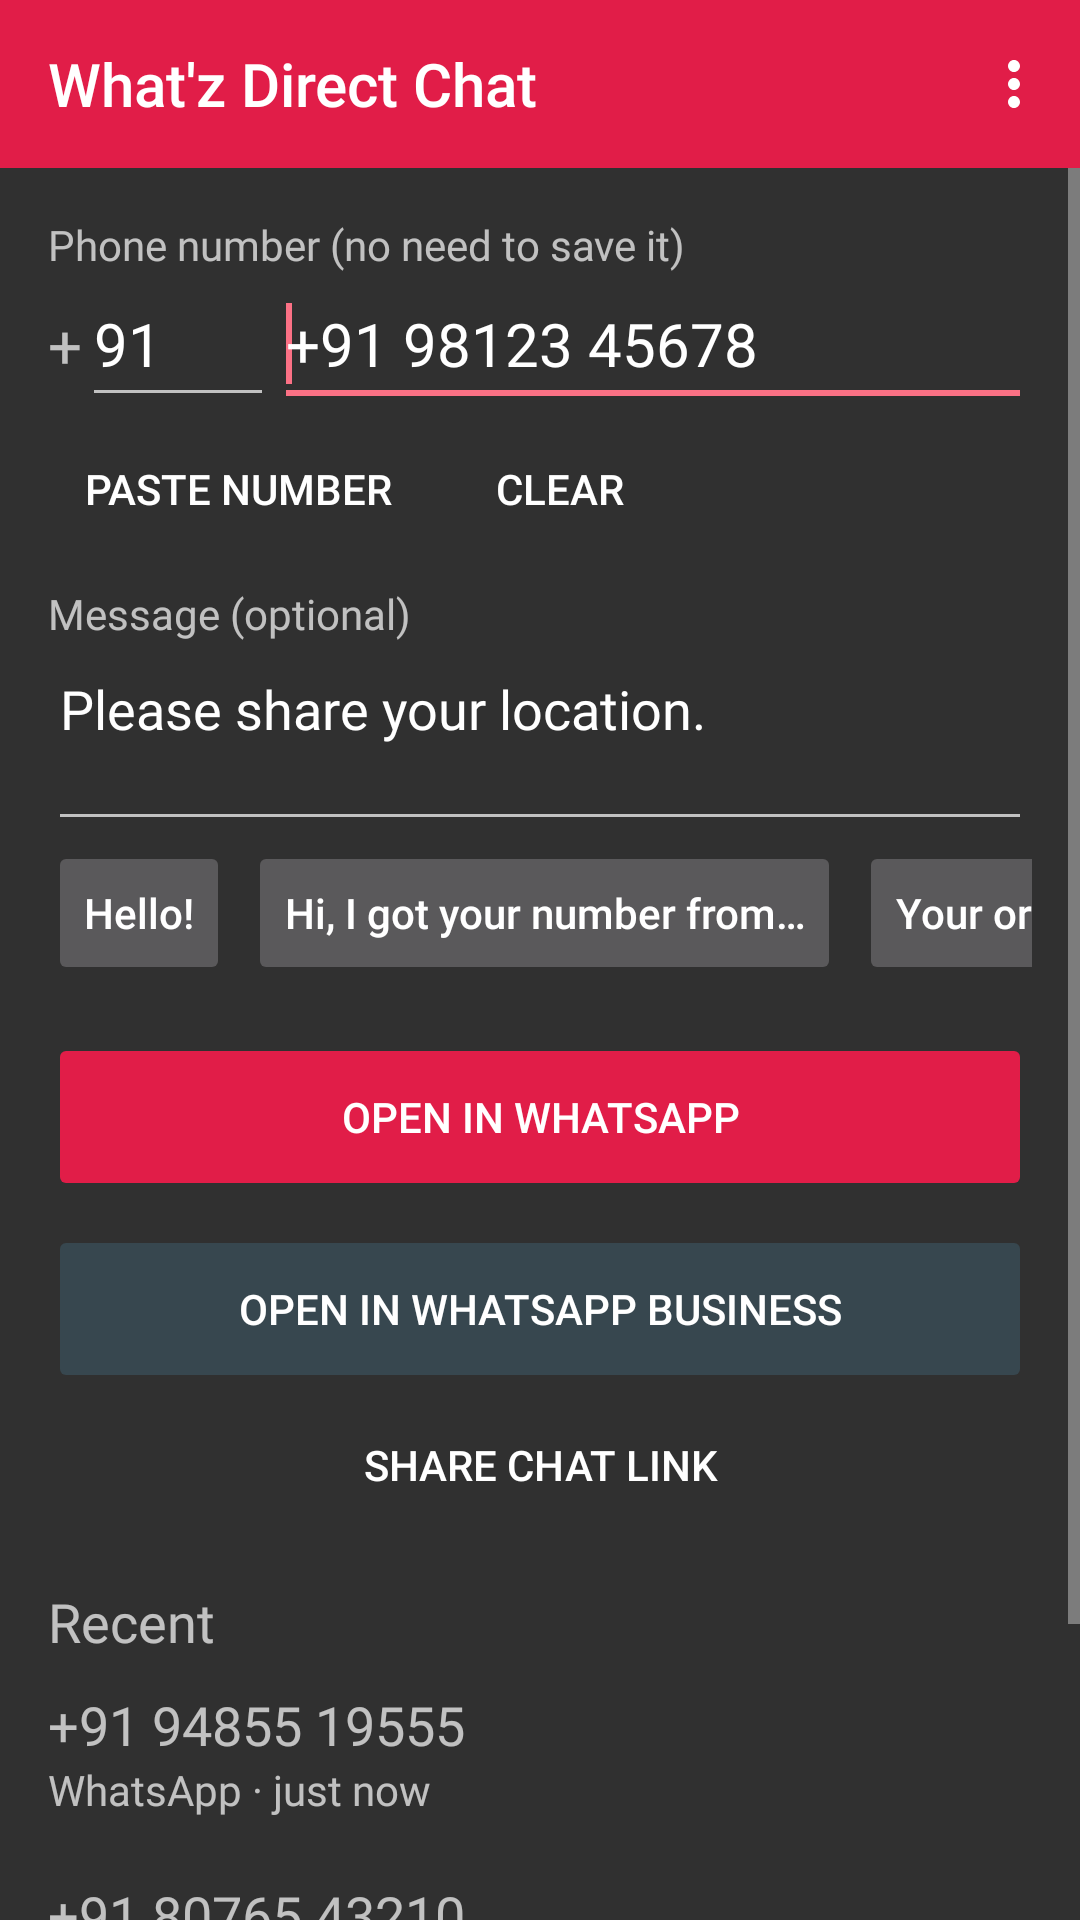 What'z Direct Chat
Phone number (no need to save it)
+ 91 +91 98123 45678
PASTE NUMBER CLEAR
Message (optional)
Please share your location.
Hello! Hi, I got your number from... Your or
OPEN IN WHATSAPP
OPEN IN WHATSAPP BUSINESS
SHARE CHAT LINK
Recent
+91 94855 19555
WhatsApp · just now
+91 80765 43210